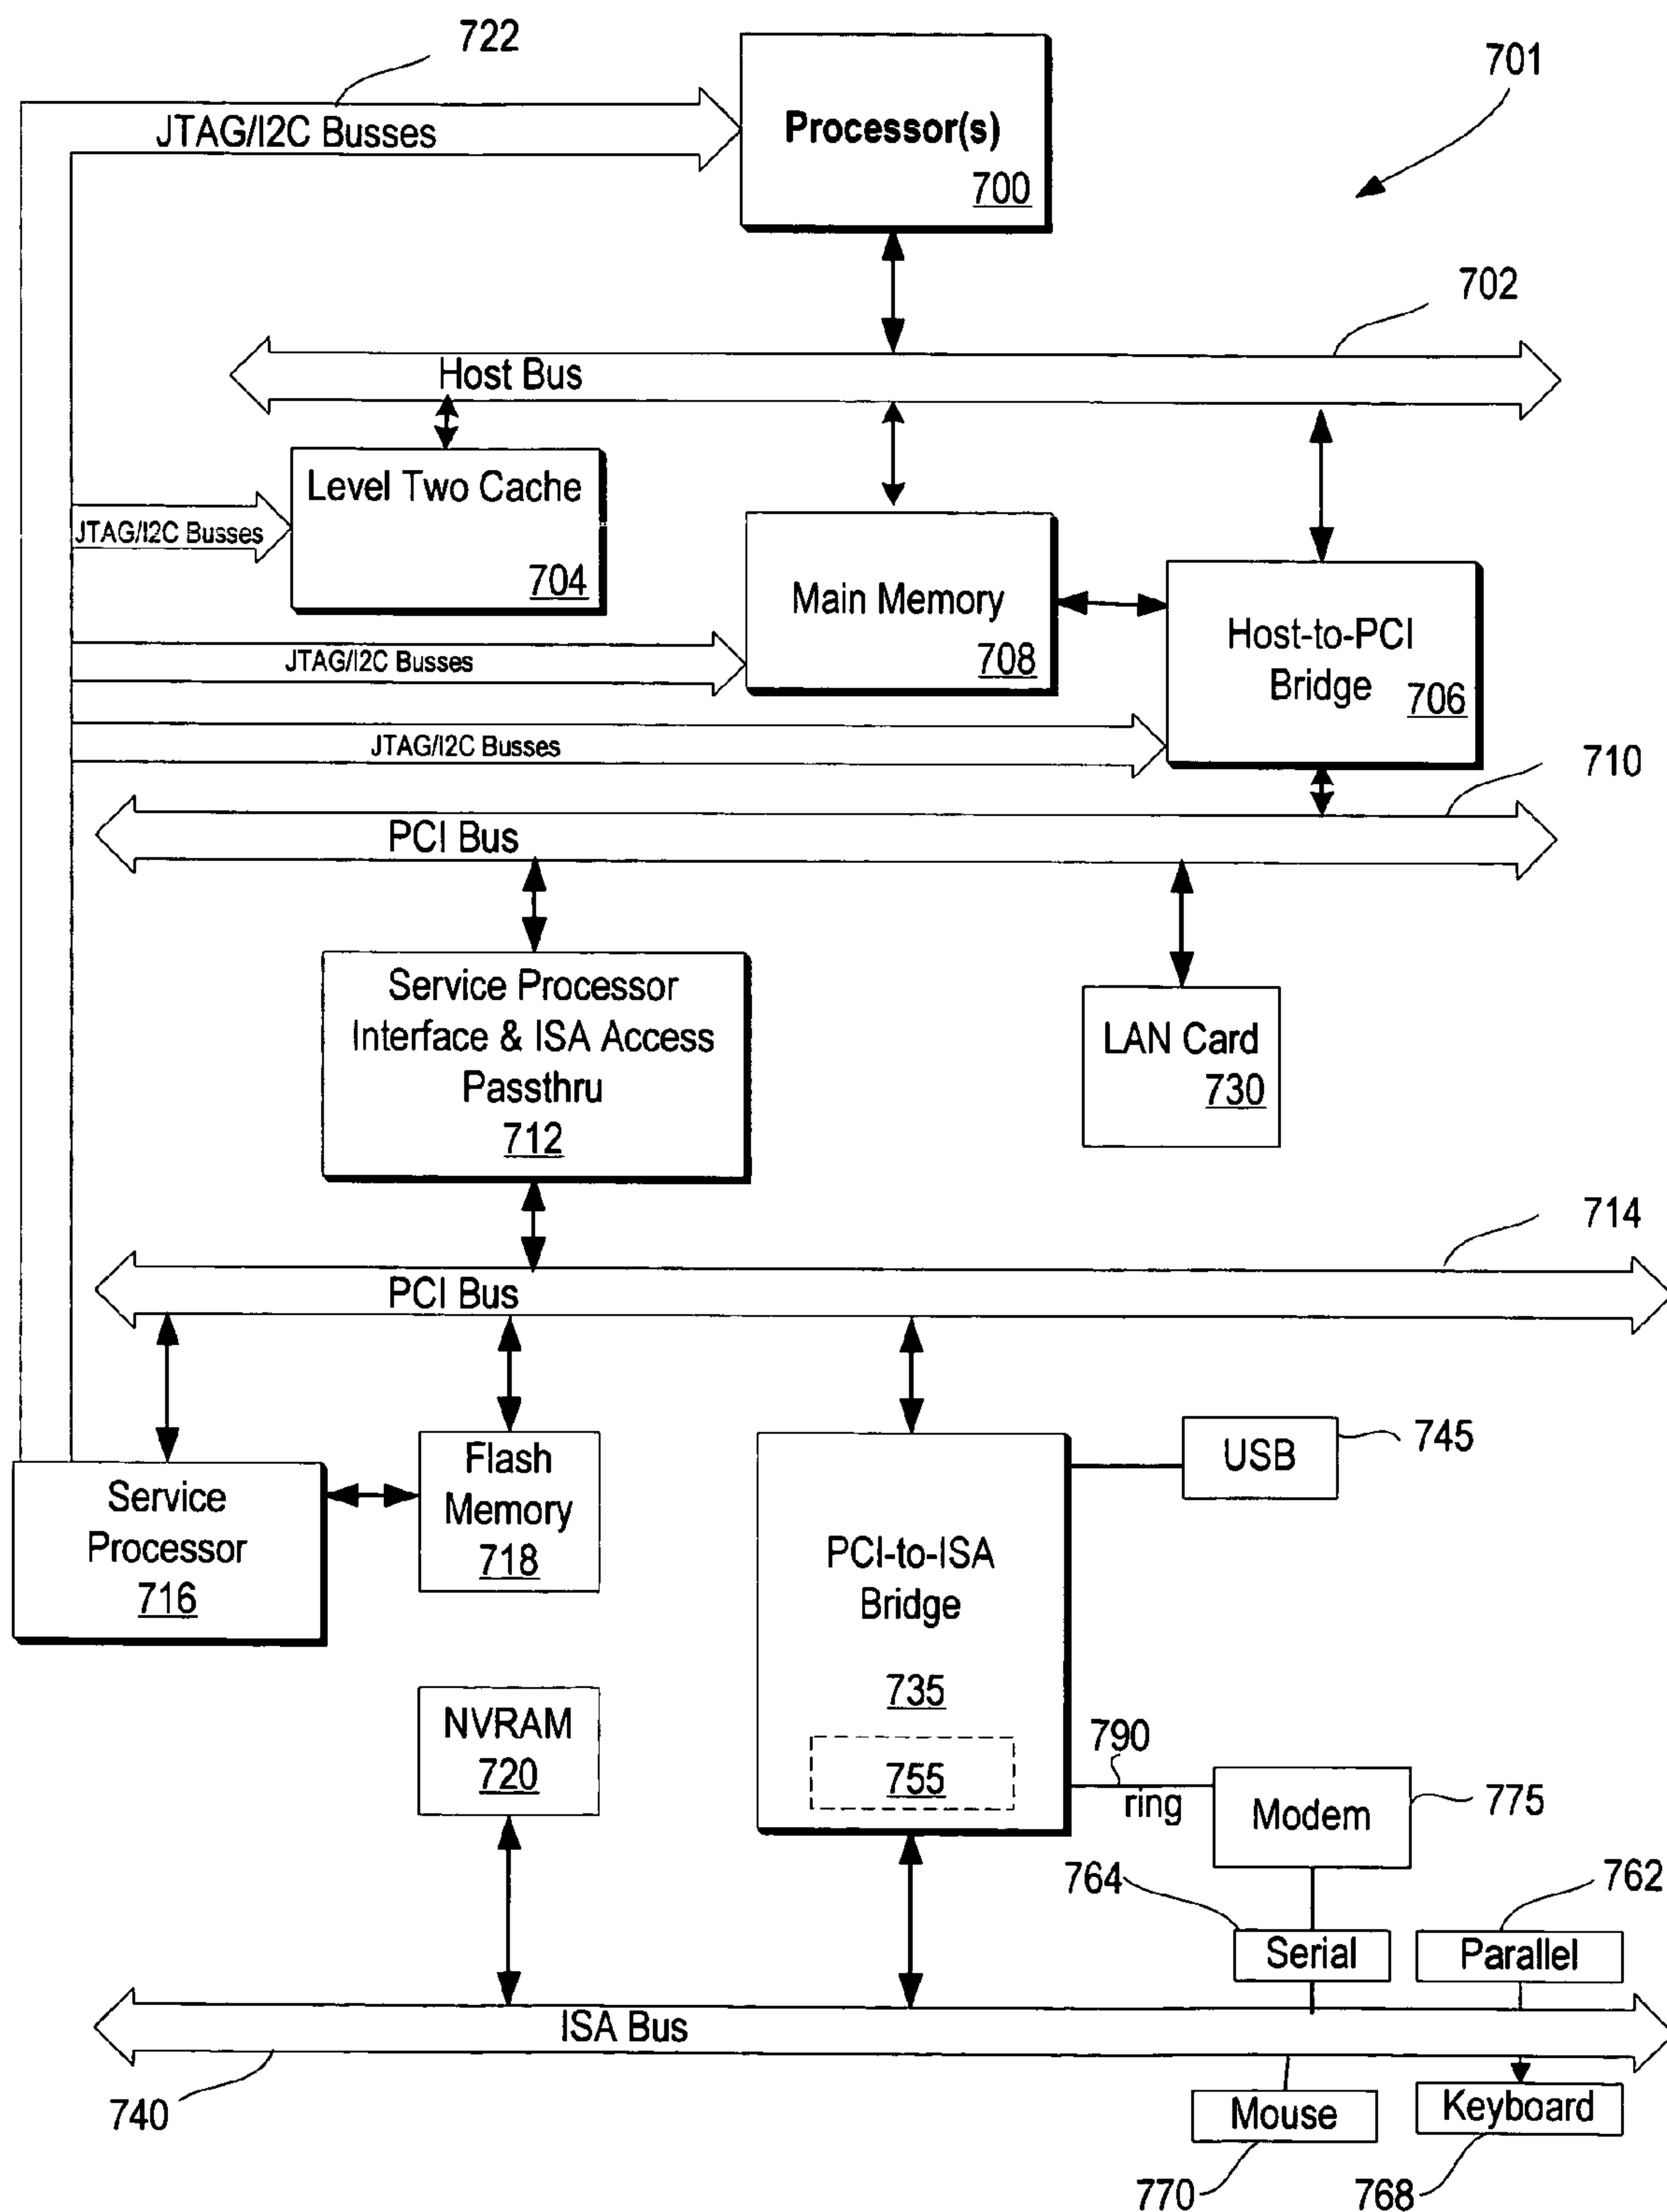 722
701
JTAG/I2C Busses
Processor(s)
700
702
Host Bus
Level Two Cache
704
JTAG/I2C Busses
Main Memory
708
Host-to-PCI
Bridge
706
JTAG/I2C Busses
JTAG/I2C Busses
710
PCI Bus
Service Processor
Interface & ISA Access
Passthru
712
LAN Card
730
714
PCI Bus
Service
Processor
716
Flash
Memory
718
PCI-to-ISA
Bridge
735
755
USB
745
NVRAM
720
790
ring
Modem
775
764
762
Serial
Parallel
ISA Bus
740
Mouse
Keyboard
770
768